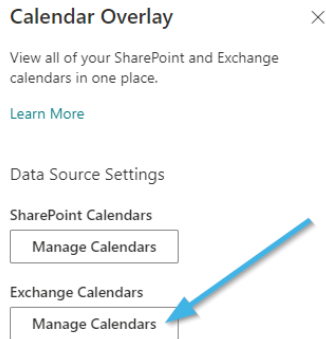 Calendar Overlay
View all of your SharePoint and Exchange
calendars in one place.
Learn More
Data Source Settings
SharePoint Calendars
Manage Calendars
Exchange Calendars
Manage Calendars